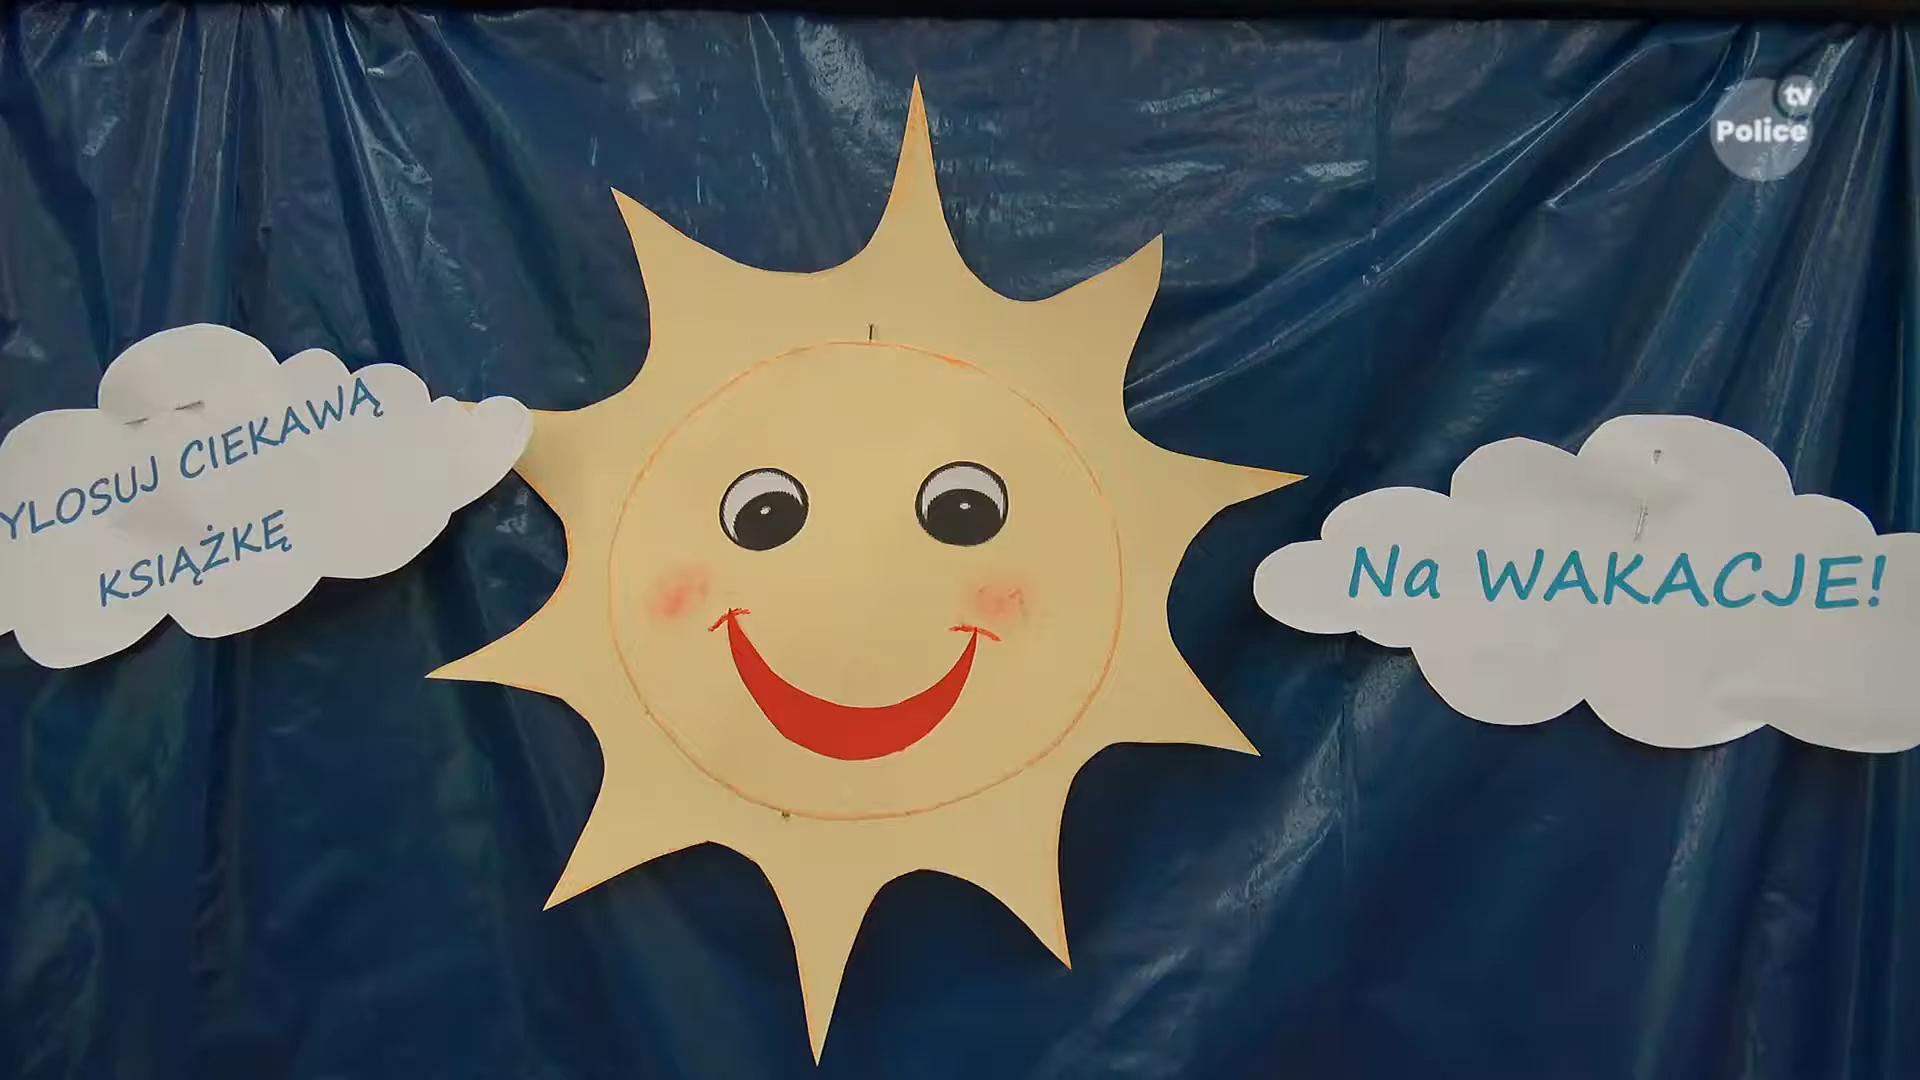 YLOSUJ CIEKAWĄ
KSIĄŻKĘ
Na WAKACJE!
tv
Police